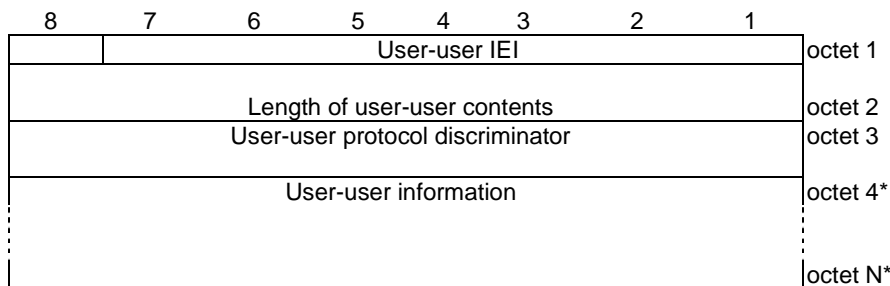 8 7 6 5 4 3 2 1
User-user IEI octet 1
Length of user-user contents octet 2
User-user protocol discriminator octet 3
User-user information octet 4*
octet N*